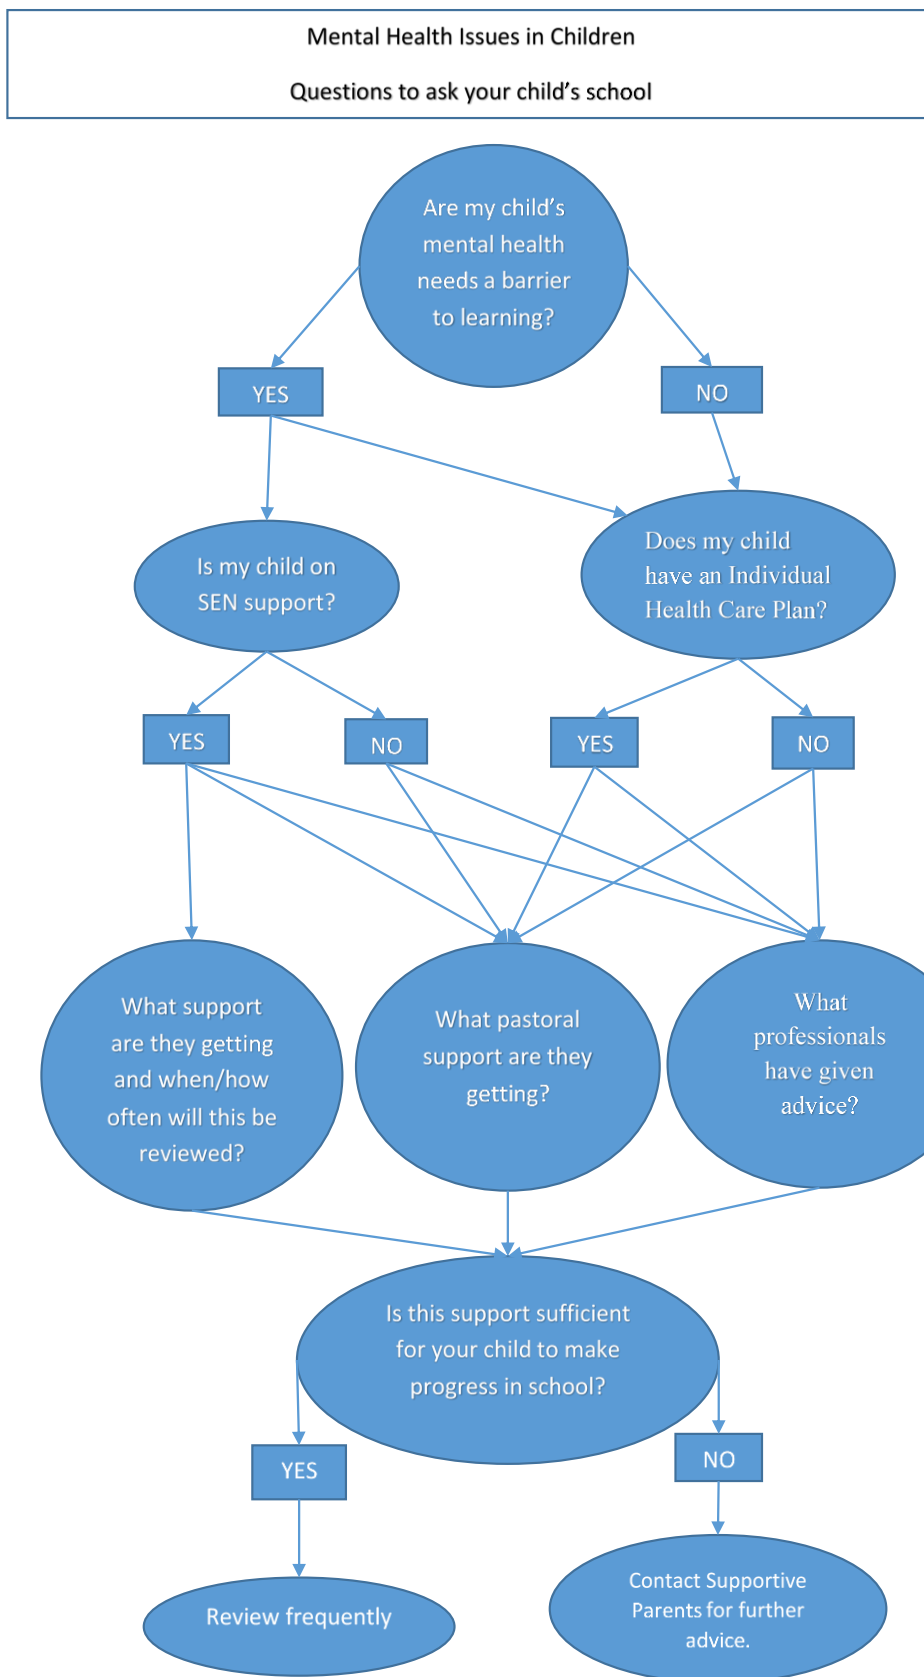 Mental Health Issues in Children
Questions to ask your child’s school
Are my child’s
mental health
needs a barrier
to learning?
YES
NO
Is my child on
SEN support?
Does my child
have an Individual
Health Care Plan?
YES
NO
YES
NO
What support
are they getting
and when/how
often will this be
reviewed?
What pastoral
support are they
getting?
What
professionals
have given
advice?
Is this support sufficient
for your child to make
progress in school?
YES
NO
Review frequently
Contact Supportive
Parents for further
advice.